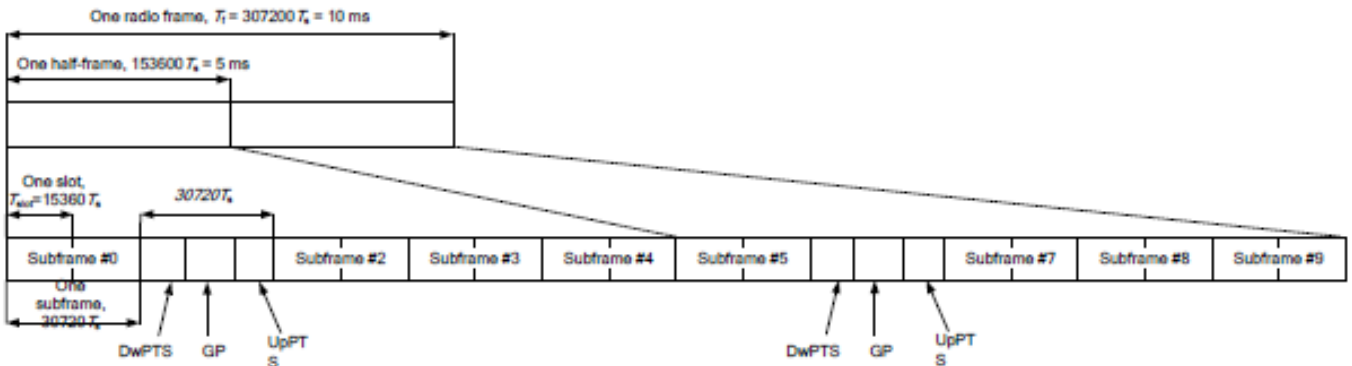 One radio frame, Tf = 307200 Ts = 10 ms
One half-frame, 153600 Ts = 5 ms
One slot,
Tslot=15360 Ts
30720Ts
Subframe #0
Subframe #2
Subframe #3
Subframe #4
Subframe #5
Subframe #7
Subframe #8
Subframe #9
One
subframe,
30720 Ts
DwPTS
GP
UpPT
S
DwPTS
GP
UpPT
S